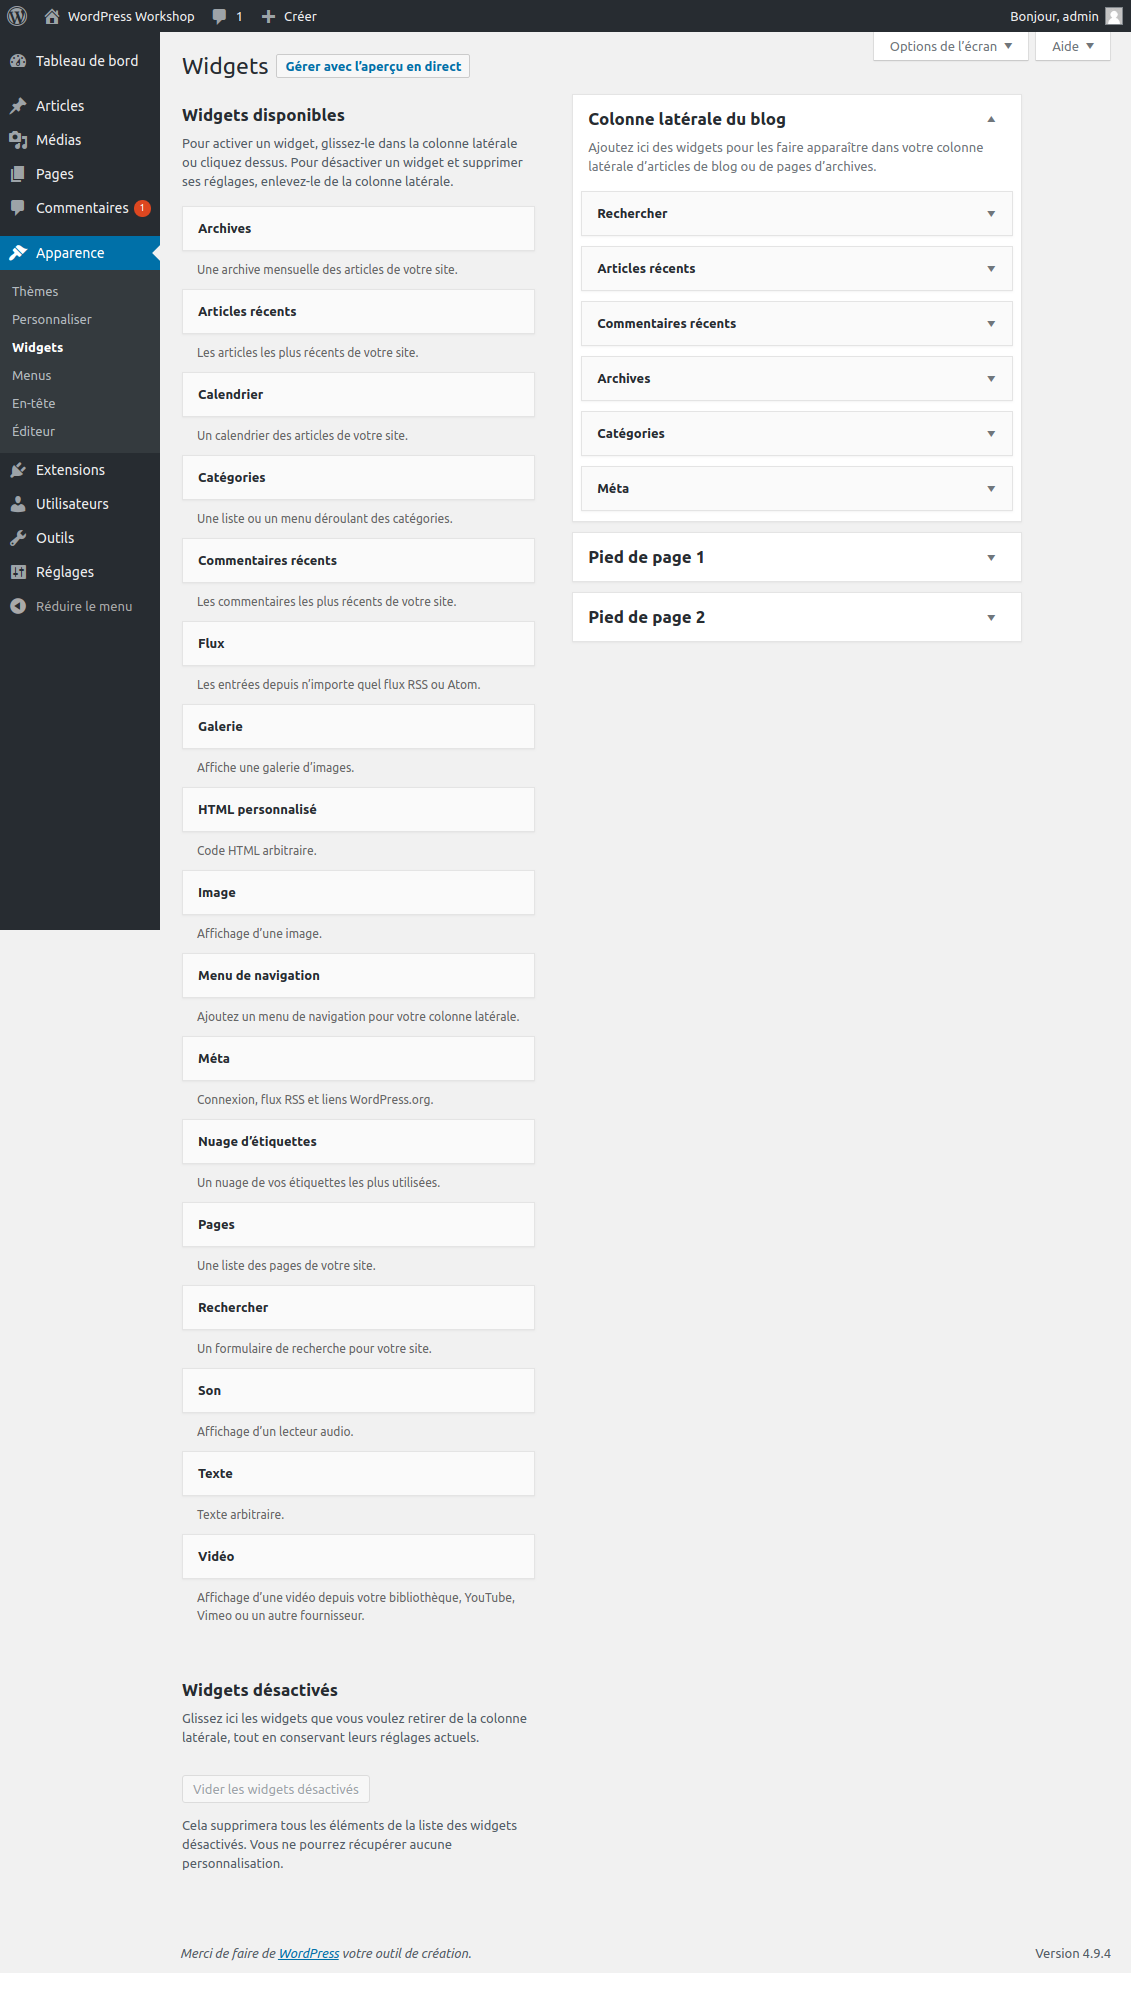 WordPress Workshop
1
Créer
Bonjour, admin
Tableau de bord
Articles
Médias
Pages
Commentaires 1
Apparence
Thèmes
Personnaliser
Widgets
Menus
En-tête
Éditeur
Extensions
Utilisateurs
Outils
Réglages
Réduire le menu
Options de l’écran
Aide
Widgets
Gérer avec l’aperçu en direct
Widgets disponibles
Pour activer un widget, glissez-le dans la colonne latérale
ou cliquez dessus. Pour désactiver un widget et supprimer
ses réglages, enlevez-le de la colonne latérale.
Archives
Une archive mensuelle des articles de votre site.
Articles récents
Les articles les plus récents de votre site.
Calendrier
Un calendrier des articles de votre site.
Catégories
Une liste ou un menu déroulant des catégories.
Commentaires récents
Les commentaires les plus récents de votre site.
Flux
Les entrées depuis n’importe quel flux RSS ou Atom.
Galerie
Affiche une galerie d’images.
HTML personnalisé
Code HTML arbitraire.
Image
Affichage d’une image.
Menu de navigation
Ajoutez un menu de navigation pour votre colonne latérale.
Méta
Connexion, flux RSS et liens WordPress.org.
Nuage d’étiquettes
Un nuage de vos étiquettes les plus utilisées.
Pages
Une liste des pages de votre site.
Rechercher
Un formulaire de recherche pour votre site.
Son
Affichage d’un lecteur audio.
Texte
Texte arbitraire.
Vidéo
Affichage d’une vidéo depuis votre bibliothèque, YouTube,
Vimeo ou un autre fournisseur.
Widgets désactivés
Glissez ici les widgets que vous voulez retirer de la colonne
latérale, tout en conservant leurs réglages actuels.
Vider les widgets désactivés
Cela supprimera tous les éléments de la liste des widgets
désactivés. Vous ne pourrez récupérer aucune
personnalisation.
Colonne latérale du blog
Ajoutez ici des widgets pour les faire apparaître dans votre colonne
latérale d’articles de blog ou de pages d’archives.
Rechercher
Articles récents
Commentaires récents
Archives
Catégories
Méta
Pied de page 1
Pied de page 2
Merci de faire de WordPress votre outil de création.
Version 4.9.4